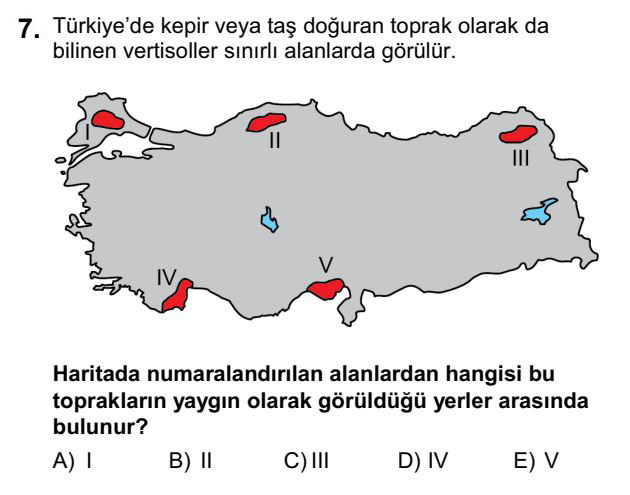 7. Türkiye’de kepir veya taş doğuran toprak olarak da
bilinen vertisoller sınırlı alanlarda görülür.
I
II
III
IV
V
Haritada numaralandırılan alanlardan hangisi bu
toprakların yaygın olarak görüldüğü yerler arasında
bulunur?
A) I B) II C) III D) IV E) V